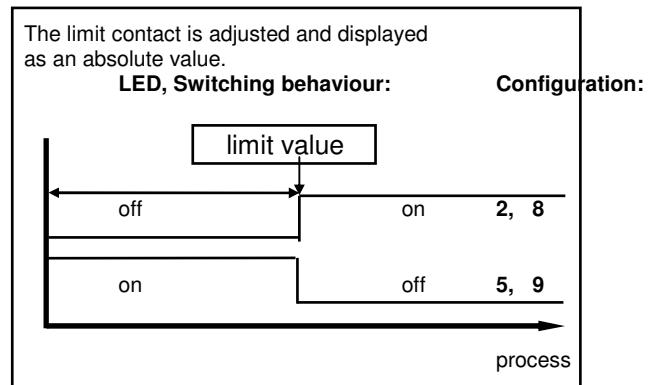 The limit contact is adjusted and displayed
as an absolute value.
LED, Switching behaviour: Configuration:
limit value
off on 2, 8
on off 5, 9
process